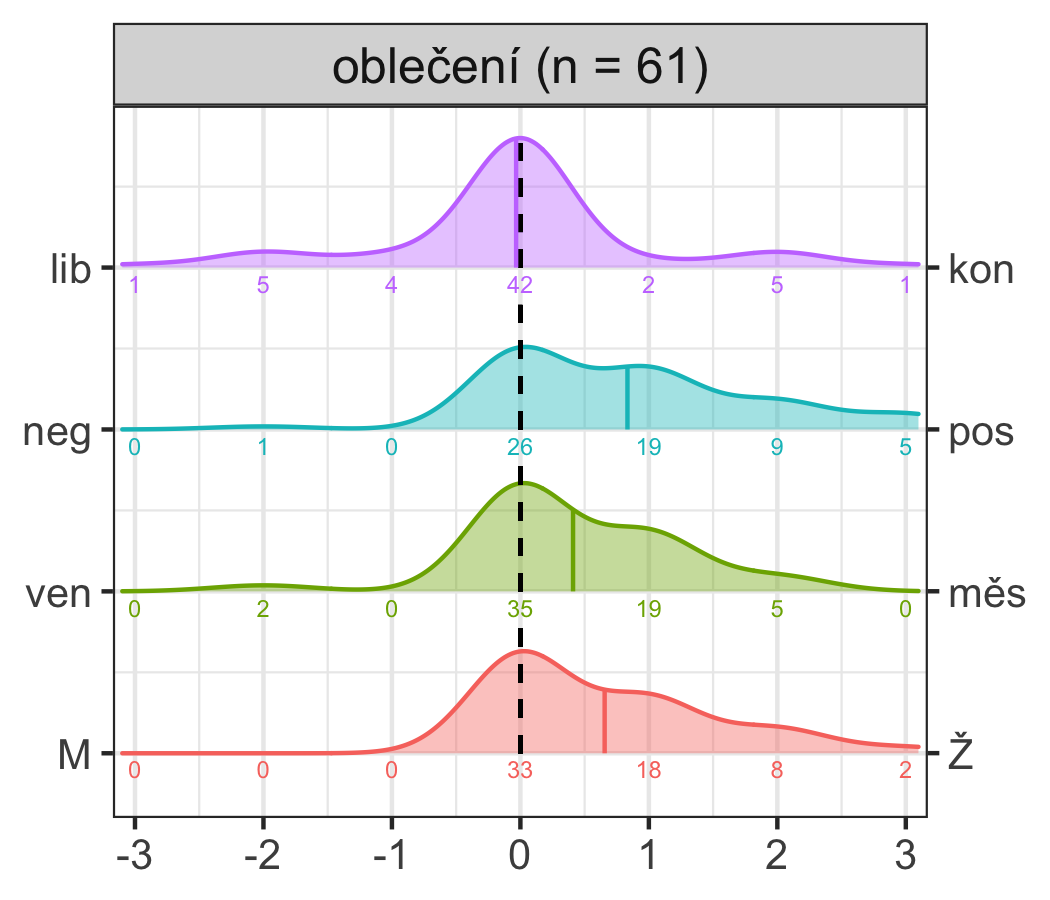 oblečení (n = 61)
lib kon
1 5 4 42 2 5 1
neg pos
0 1 0 26 19 9 5
ven měs
0 2 0 35 19 5 0
M Ž
0 0 0 33 18 8 2
-3 -2 -1 0 1 2 3